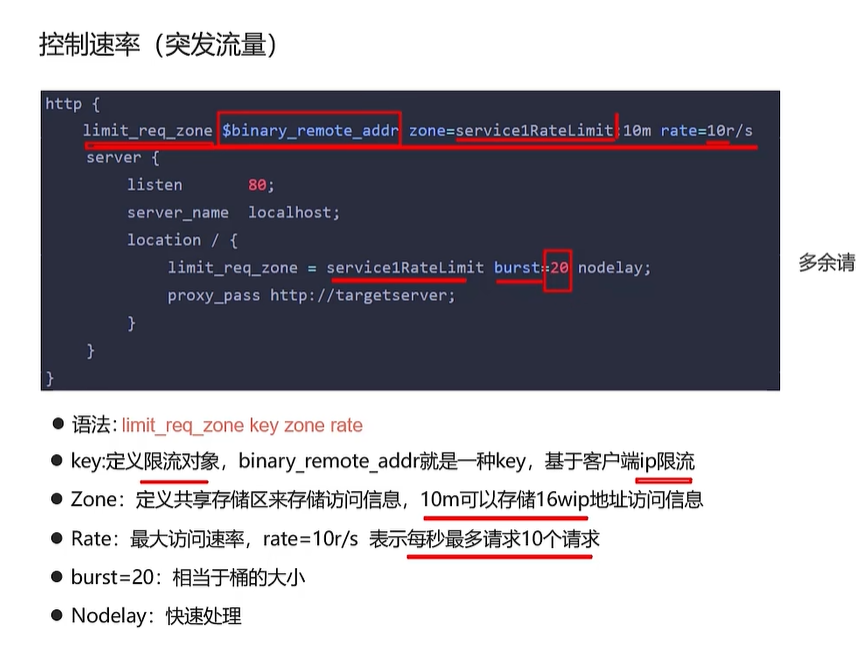 控制速率（突发流量）
http {
limit_req_zone $binary_remote_addr zone=service1RateLimit:10m rate=10r/s
server {
listen 80;
server_name localhost;
location / {
limit_req_zone = service1RateLimit burst=20 nodelay;
proxy_pass http://targetserver;
}
}
}
多余请
● 语法：limit_req_zone key zone rate
● key:定义限流对象，binary_remote_addr就是一种key，基于客户端ip限流
● Zone：定义共享存储区来存储访问信息，10m可以存储16wip地址访问信息
● Rate：最大访问速率，rate=10r/s 表示每秒最多请求10个请求
● burst=20：相当于桶的大小
● Nodelay：快速处理